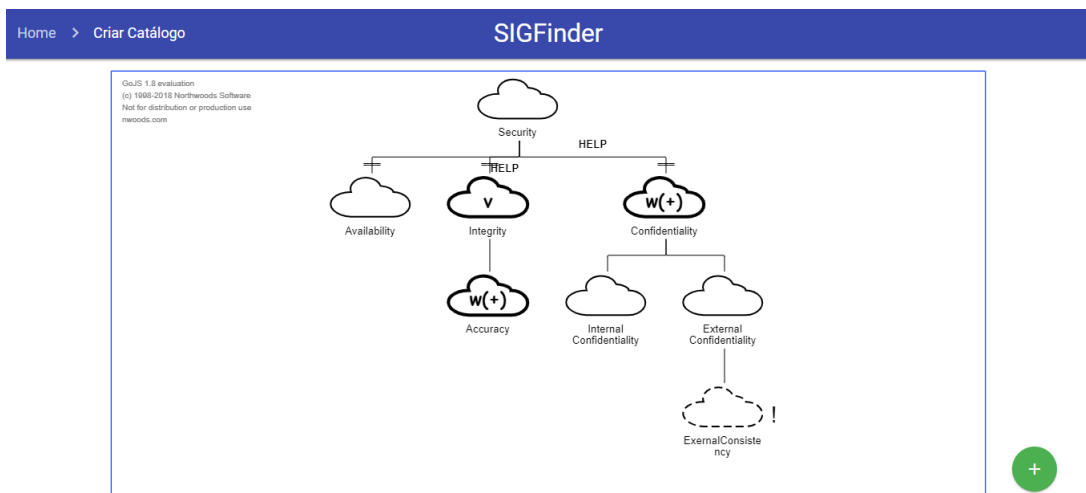 Home > Criar Catálogo
SIGFinder
GoJS 1.8 evaluation
(c) 1998-2018 Northwoods Software
Not for distribution or production use
nwoods.com
Security
HELP
HELP
V
W(+)
Availability
Integrity
Confidentiality
W(+)
Accuracy
Internal
Confidentiality
External
Confidentiality
!
ExernalConsiste
ncy
+